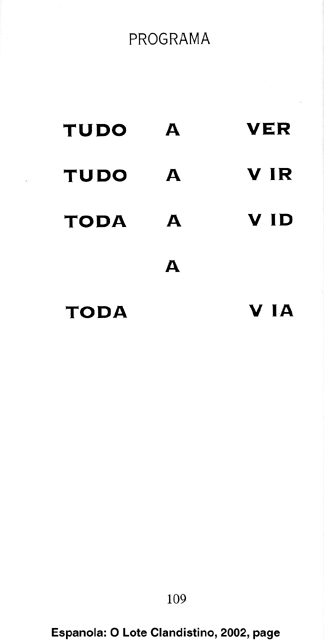 PROGRAMA
TUDO A VER
TUDO A V IR
TODA A V ID
A
TODA V IA
109
Espanola: O Lote Clandistino, 2002, page